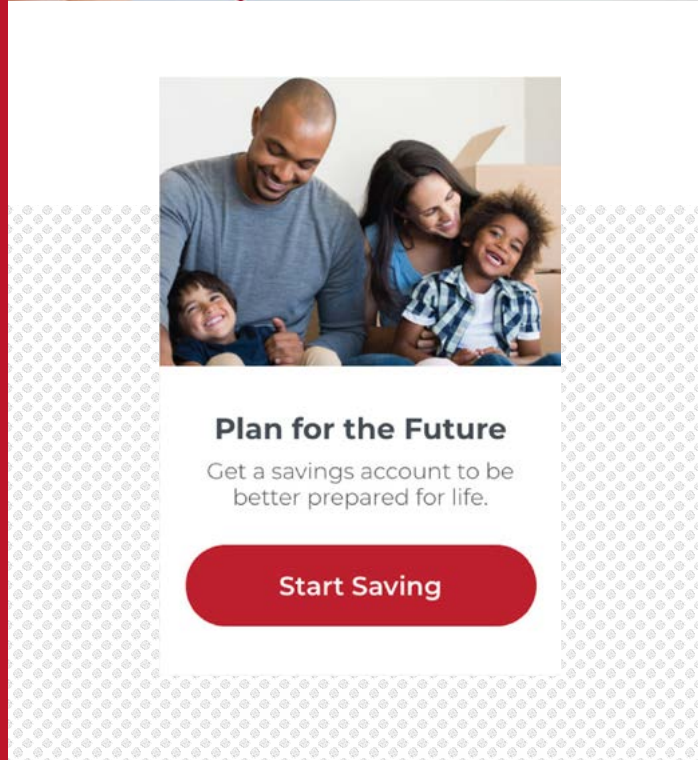 Plan for the Future
Get a savings account to be
better prepared for life.
Start Saving